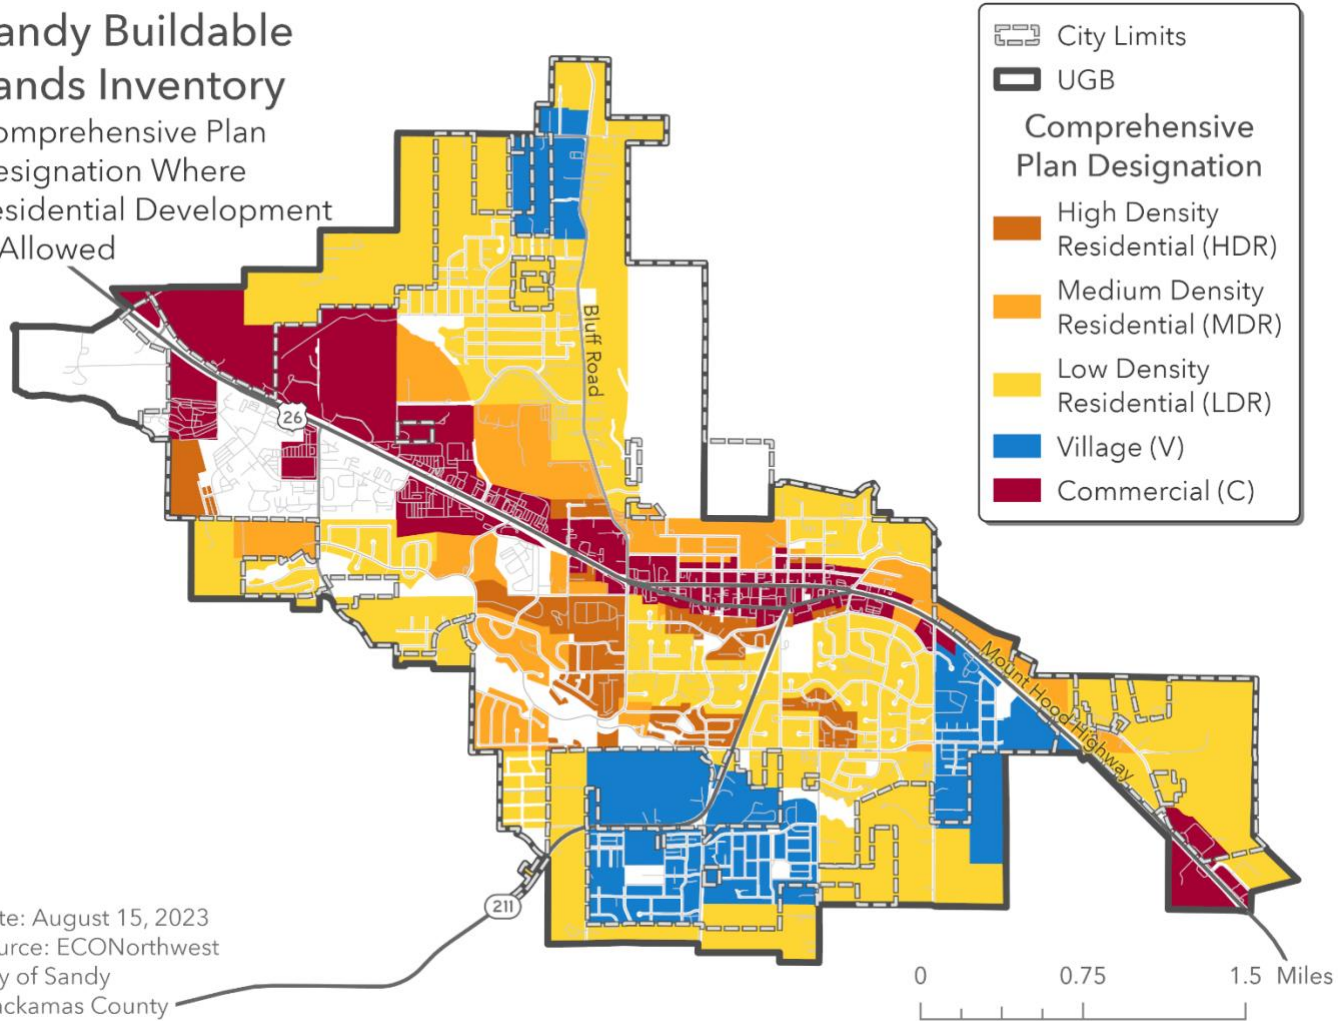 andy Buildable
ands Inventory
omprehensive Plan
esignation Where
esidential Development
Allowed
City Limits
UGB
Comprehensive
Plan Designation
High Density
Residential (HDR)
Medium Density
Residential (MDR)
Low Density
Residential (LDR)
Village (V)
Commercial (C)
Bluff Road
26
Mount Hood Highway
211
te: August 15, 2023
urce: ECONorthwest
y of Sandy
ackamas County
0 0.75 1.5 Miles